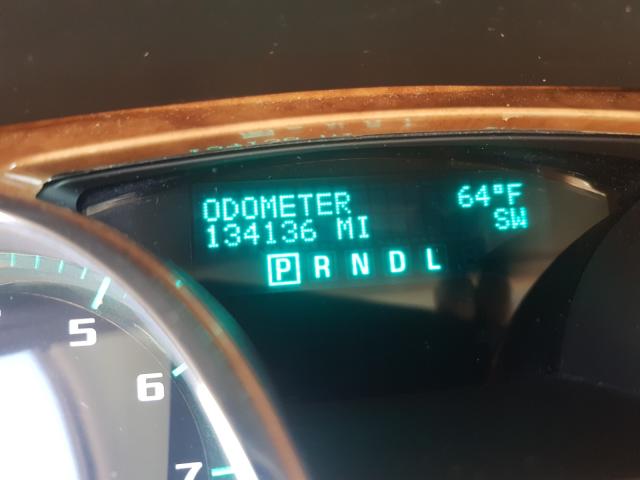 ODOMETER 64°F
134136 MI SW
P R N D L
5
6
7